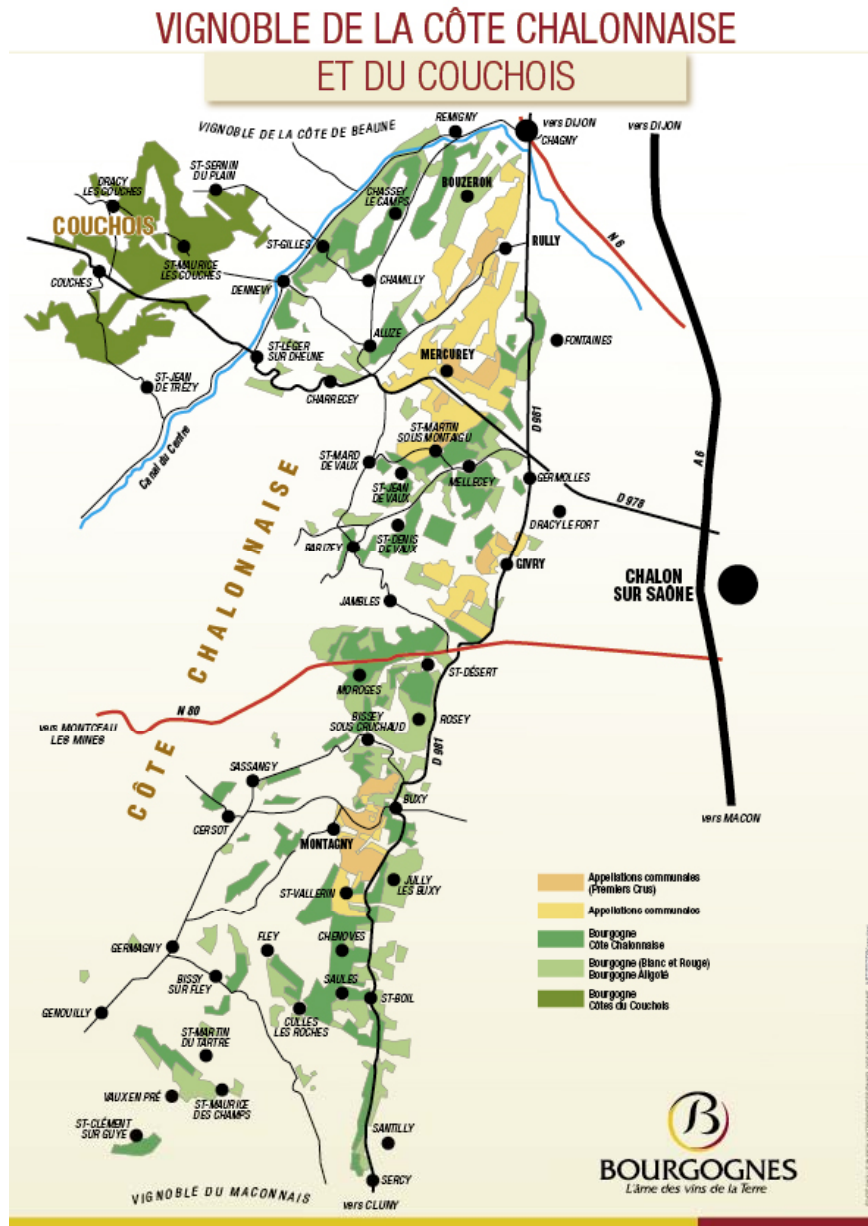 VIGNOBLE DE LA CÔTE CHALONNAISE
ET DU COUCHOIS
VIGNOBLE DE LA CÔTE DE BEAUNE
REMIGNY
vers DIJON
CHAGNY
vers DIJON
ST-SERNIN
DU PLAIN
DRACY
LES COUCHES
CHASSEY
LE CAMPS
BOUZERON
COUCHOIS
N 6
ST-GILLES
RULLY
ST-MAURICE
LES COUCHES
COUCHES
DENNEVY
CHAMILLY
ALUZE
FONTAINES
ST-LÉGER
SUR DHEUNE
MERCUREY
ST-JEAN
DE TRÉZY
CHARRECEY
D 981
A 6
Canal du Centre
ST-MARTIN
SOUS MONTAIGU
ST-MARD
DE VAUX
ST-JEAN
DE VAUX
MELLECEY
GERMOLLES
D 978
DRACY LE FORT
ST-DENIS
DE VAUX
BARIZEY
GIVRY
CHALON
SUR SAÔNE
JAMBLES
CÔTE CHALONNAISE
ST-DÉSERT
MOROGES
N 80
vers MONTCEAU
LES MINES
BISSEY
SOUS CRUCHAUD
ROSEY
D 981
SASSANGY
BUXY
CERSOT
vers MACON
MONTAGNY
JULLY
LES BUXY
ST-VALLERIN
Appellations communales
(Premiers Crus)
Appellations communales
Bourgogne
Côte Chalonnaise
Bourgogne (Blanc et Rouge)
Bourgogne Aligoté
Bourgogne
Côtes du Couchois
GERMAGNY
FLEY
CHENOVES
BISSY
SUR FLEY
SAULES
ST-BOIL
GENOUILLY
CULLES
LES ROCHES
ST-MARTIN
DU TARTRE
VAUX EN PRÉ
ST-MAURICE
DES CHAMPS
ST-CLÉMENT
SUR GUYE
SANTILLY
SERCY
VIGNOBLE DU MACONNAIS
vers CLUNY
B
BOURGOGNES
L'âme des vins de la Terre